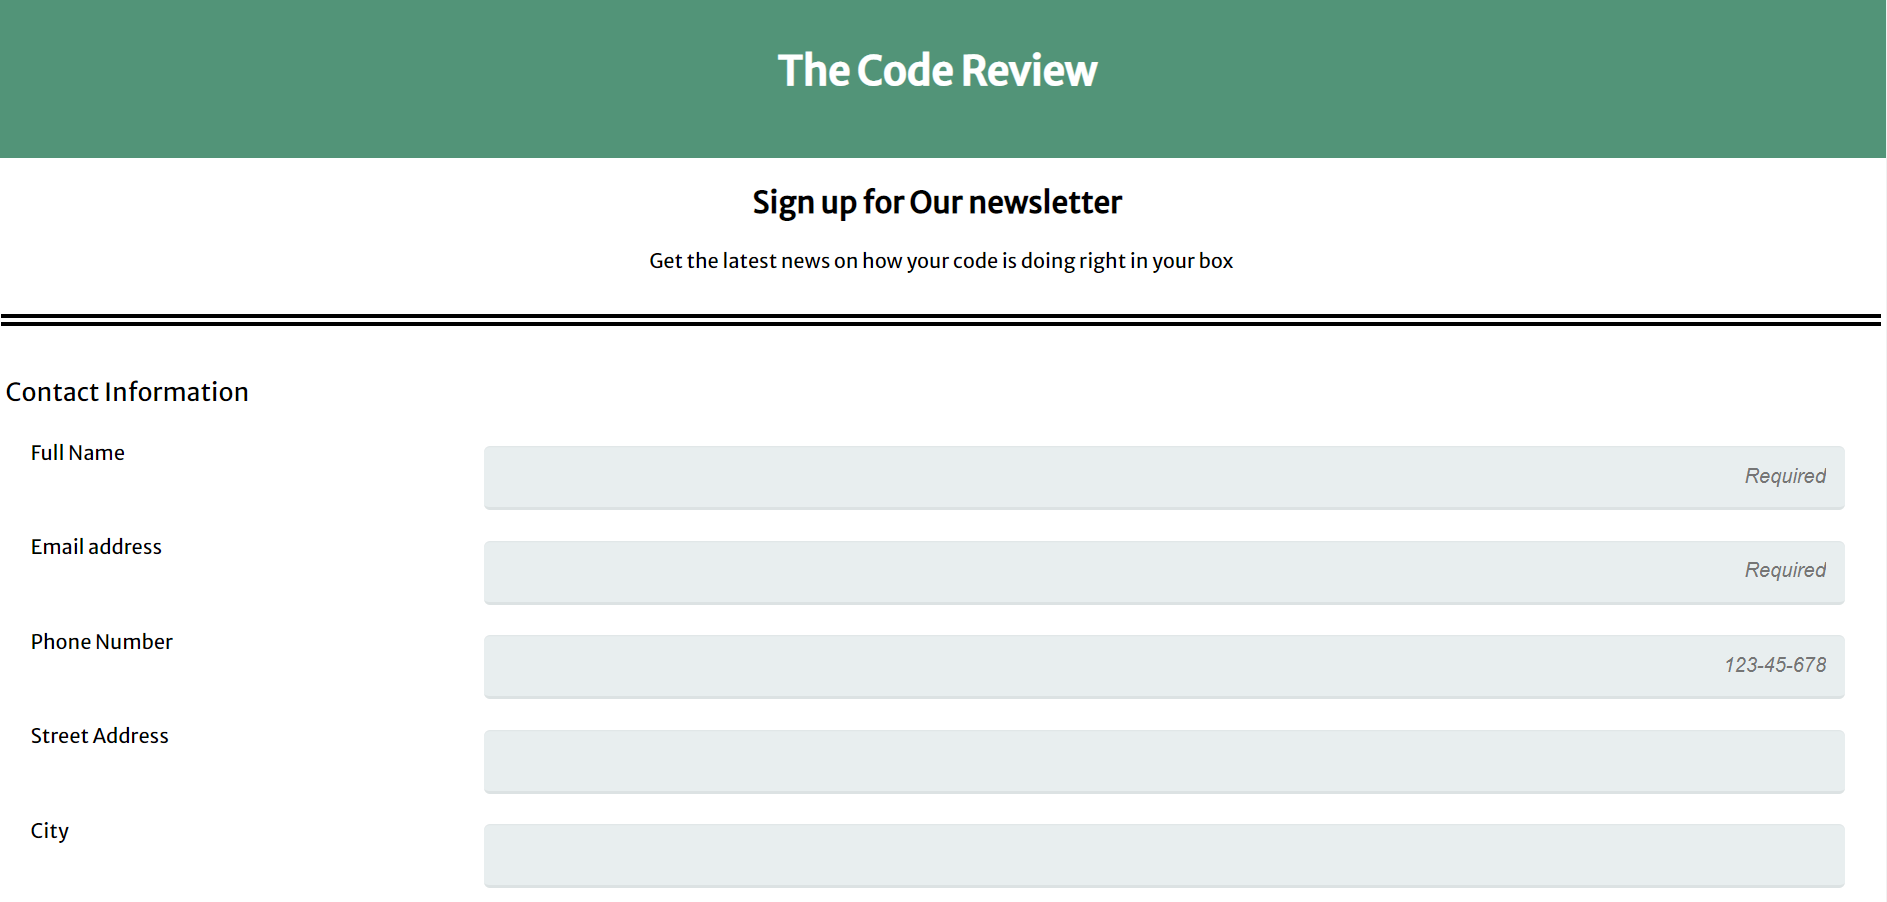 The Code Review
Sign up for Our newsletter
Get the latest news on how your code is doing right in your box
Contact Information
Full Name
Required
Email address
Required
Phone Number
123-45-678
Street Address
City